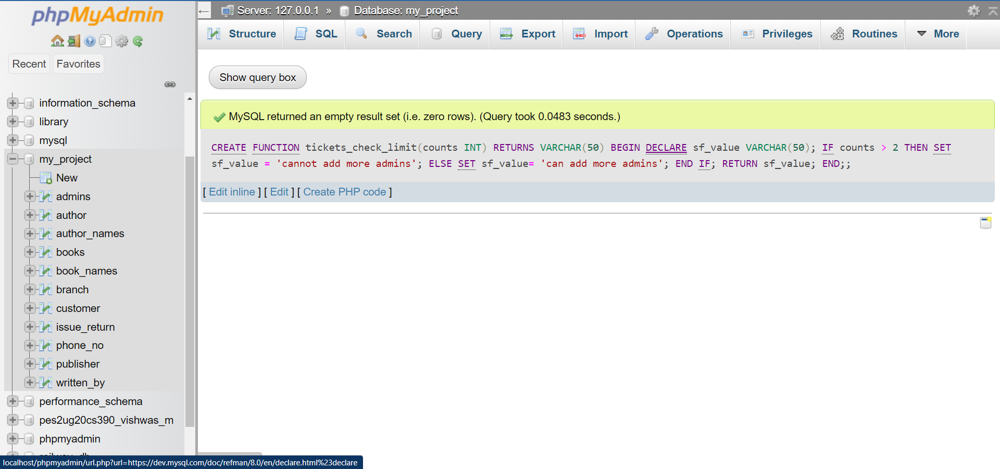 phpMyAdmin
Recent Favorites
information_schema
library
mysql
my_project
New
admins
author
author_names
books
book_names
branch
customer
issue_return
phone_no
publisher
written_by
performance_schema
pes2ug20cs390_vishwas_m
phpmyadmin
localhost/phpmyadmin/url.php?url=https://dev.mysql.com/doc/refman/8.0/en/declare.html%23declare
Server: 127.0.0.1 » Database: my_project
Structure SQL Search Query Export Import Operations Privileges Routines More
Show query box
MySQL returned an empty result set (i.e. zero rows). (Query took 0.0483 seconds.)
CREATE FUNCTION tickets_check_limit(counts INT) RETURNS VARCHAR(50) BEGIN DECLARE sf_value VARCHAR(50); IF counts > 2 THEN SET
sf_value = 'cannot add more admins'; ELSE SET sf_value= 'can add more admins'; END IF; RETURN sf_value; END;;
[ Edit inline ] [ Edit ] [ Create PHP code ]